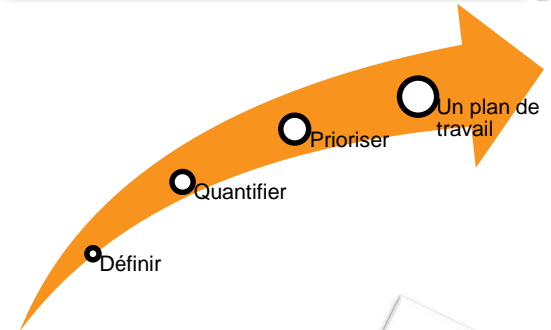 Un plan de
travail
Prioriser
Quantifier
Définir